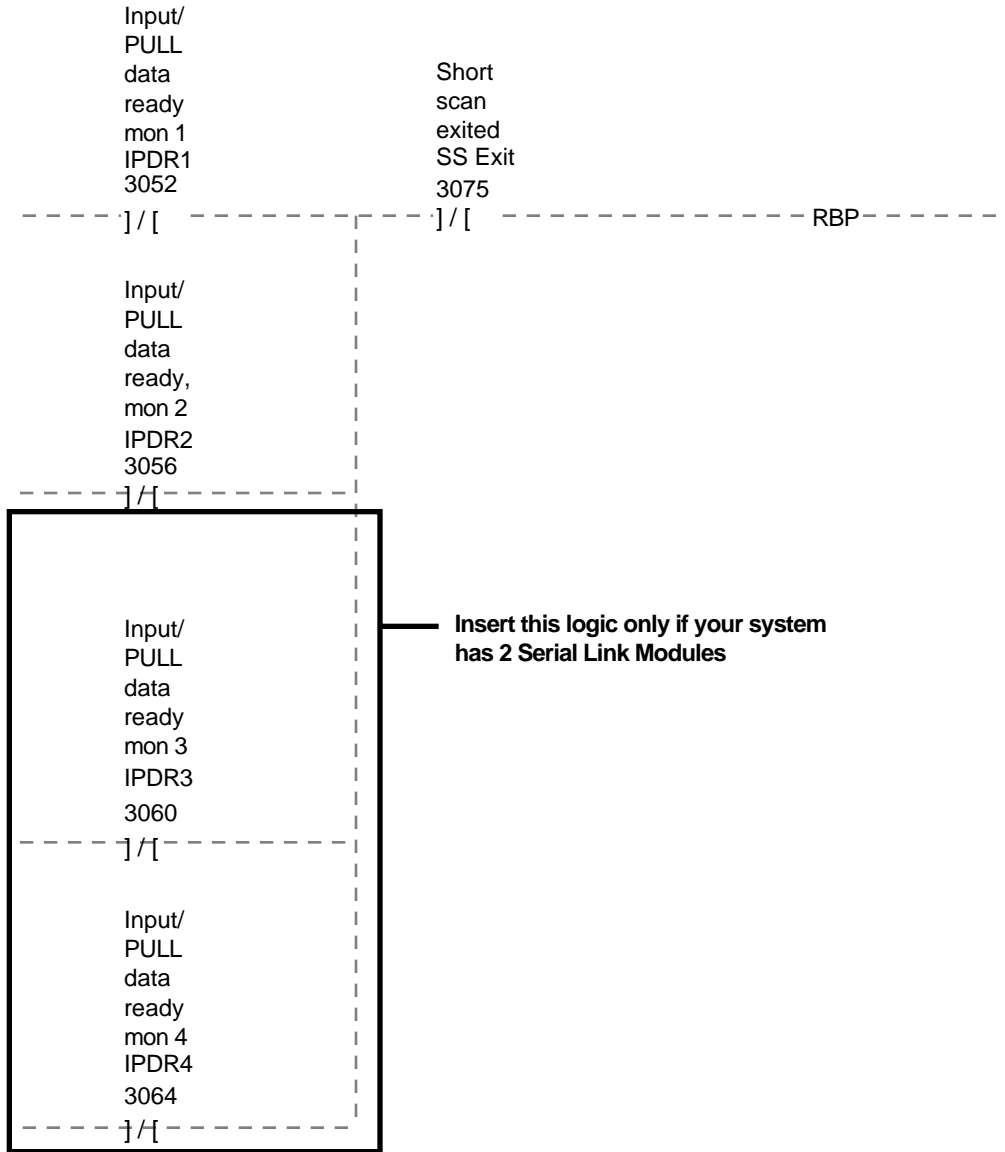 Input/
PULL
data
ready
mon 1
IPDR1
3052
] / [
Short
scan
exited
SS Exit
3075
] / [
RBP
Input/
PULL
data
ready,
mon 2
IPDR2
3056
] / [
Input/
PULL
data
ready
mon 3
IPDR3
3060
] / [
Insert this logic only if your system
has 2 Serial Link Modules
Input/
PULL
data
ready
mon 4
IPDR4
3064
] / [